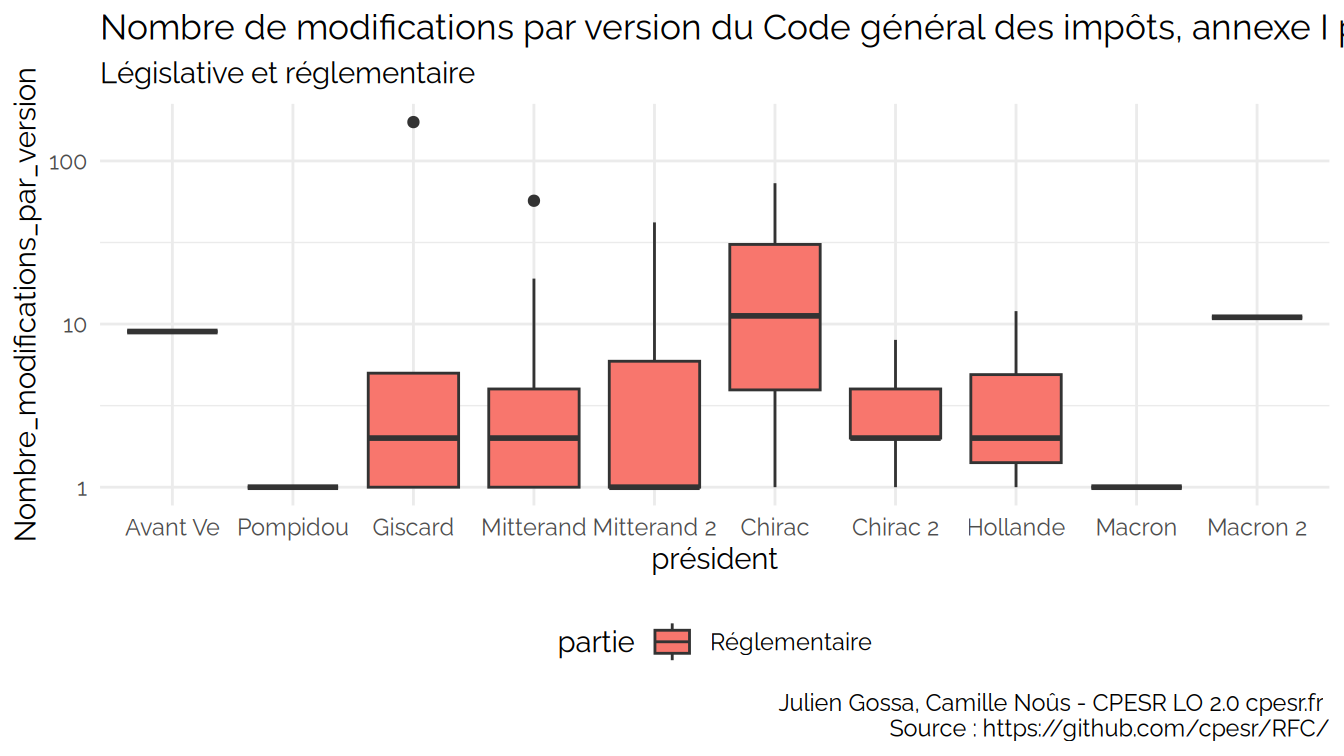 Nombre de modifications par version du Code général des impôts, annexe I
Législative et réglementaire
Nombre_modifications_par_version
100
10
1
Avant Ve Pompidou Giscard Mitterand Mitterand 2 Chirac Chirac 2 Hollande Macron Macron 2
président
partie Réglementaire
Julien Gossa, Camille Noûs - CPESR LO 2.0 cpesr.fr
Source : https://github.com/cpesr/RFC/